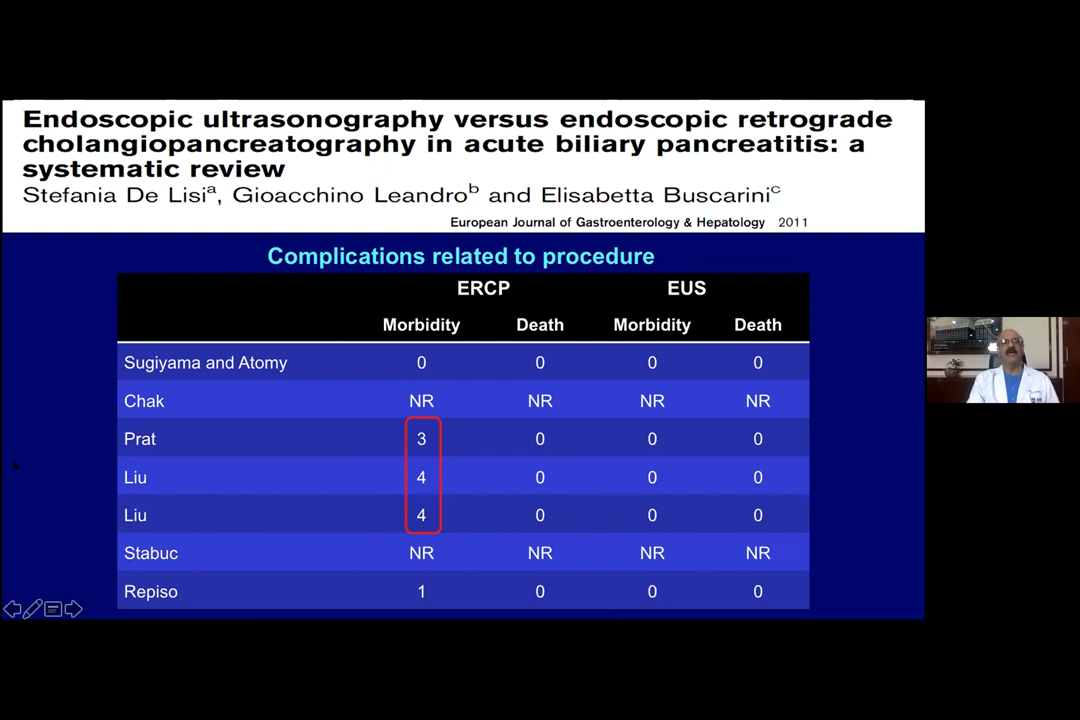 Endoscopic ultrasonography versus endoscopic retrograde
cholangiopancreatography in acute biliary pancreatitis: a
systematic review
Stefania De Lisiᵃ, Gioacchino Leandroᵇ and Elisabetta Buscariniᶜ
European Journal of Gastroenterology & Hepatology 2011
Complications related to procedure
ERCP EUS
Morbidity Death Morbidity Death
Sugiyama and Atomy 0 0 0 0
Chak NR NR NR NR
Prat 3 0 0 0
Liu 4 0 0 0
Liu 4 0 0 0
Stabuc NR NR NR NR
Repiso 1 0 0 0